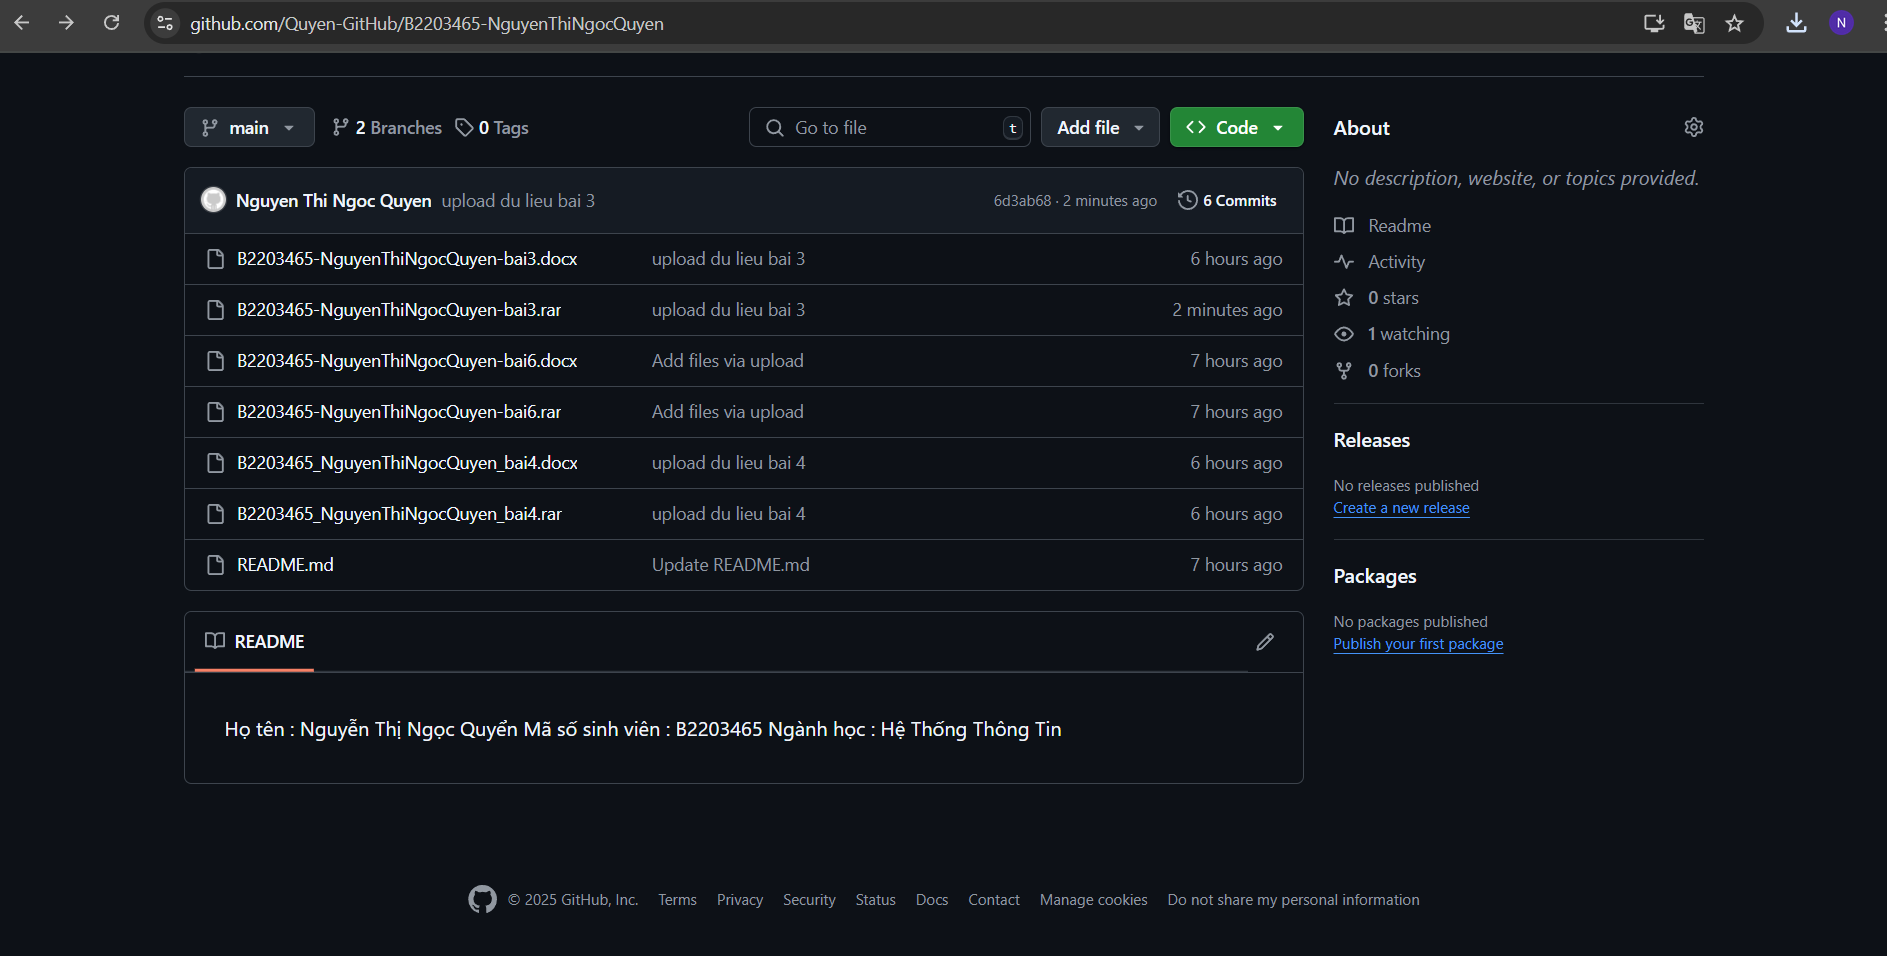 github.com/Quyen-GitHub/B2203465-NguyenThiNgocQuyen
N
main
2 Branches
0 Tags
Go to file
t
Add file
Code
Nguyen Thi Ngoc Quyen upload du lieu bai 3
6d3ab68 · 2 minutes ago
6 Commits
B2203465-NguyenThiNgocQuyen-bai3.docx upload du lieu bai 3 6 hours ago
B2203465-NguyenThiNgocQuyen-bai3.rar upload du lieu bai 3 2 minutes ago
B2203465-NguyenThiNgocQuyen-bai6.docx Add files via upload 7 hours ago
B2203465-NguyenThiNgocQuyen-bai6.rar Add files via upload 7 hours ago
B2203465_NguyenThiNgocQuyen_bai4.docx upload du lieu bai 4 6 hours ago
B2203465_NguyenThiNgocQuyen_bai4.rar upload du lieu bai 4 6 hours ago
README.md Update README.md 7 hours ago
README
Họ tên : Nguyễn Thị Ngọc Quyển Mã số sinh viên : B2203465 Ngành học : Hệ Thống Thông Tin
About
No description, website, or topics provided.
Readme
Activity
0 stars
1 watching
0 forks
Releases
No releases published
Create a new release
Packages
No packages published
Publish your first package
© 2025 GitHub, Inc. Terms Privacy Security Status Docs Contact Manage cookies Do not share my personal information